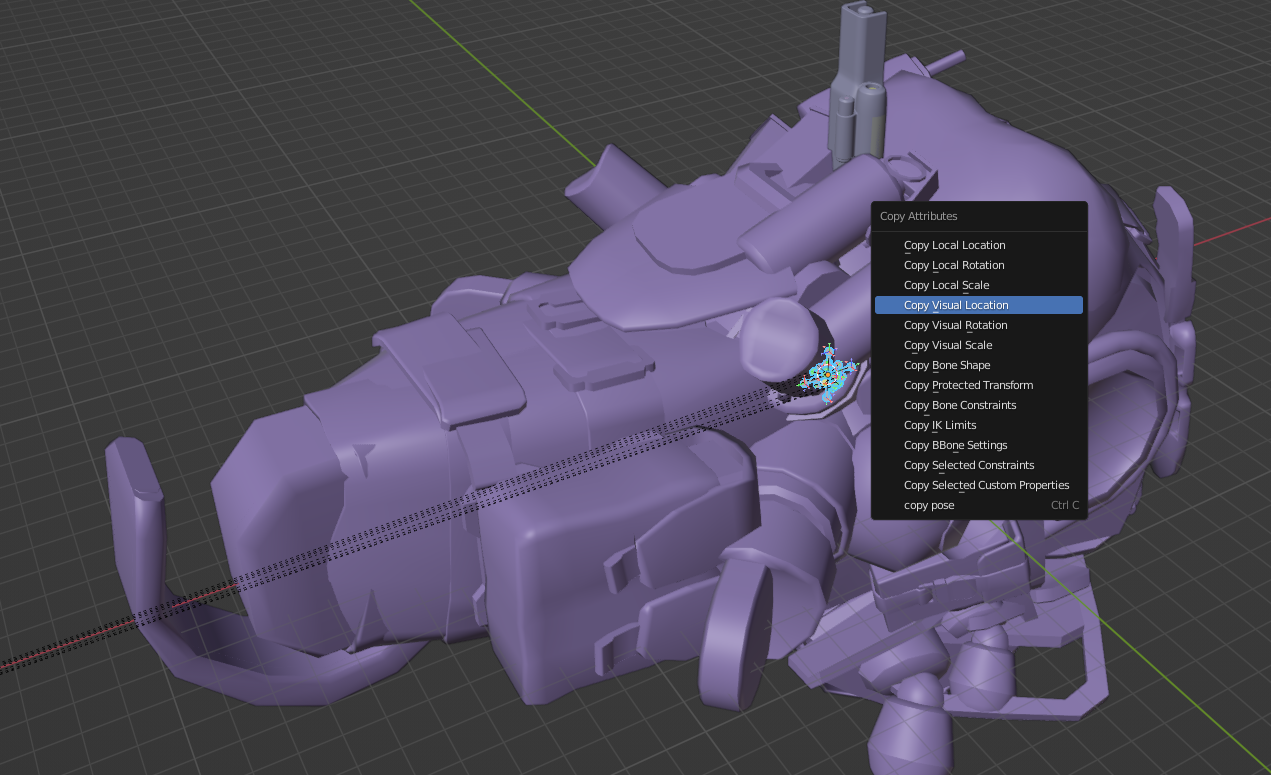 Copy Attributes
Copy Local Location
Copy Local Rotation
Copy Local Scale
Copy Visual Location
Copy Visual Rotation
Copy Visual Scale
Copy Bone Shape
Copy Protected Transform
Copy Bone Constraints
Copy IK Limits
Copy BBone Settings
Copy Selected Constraints
Copy Selected Custom Properties
copy pose Ctrl C